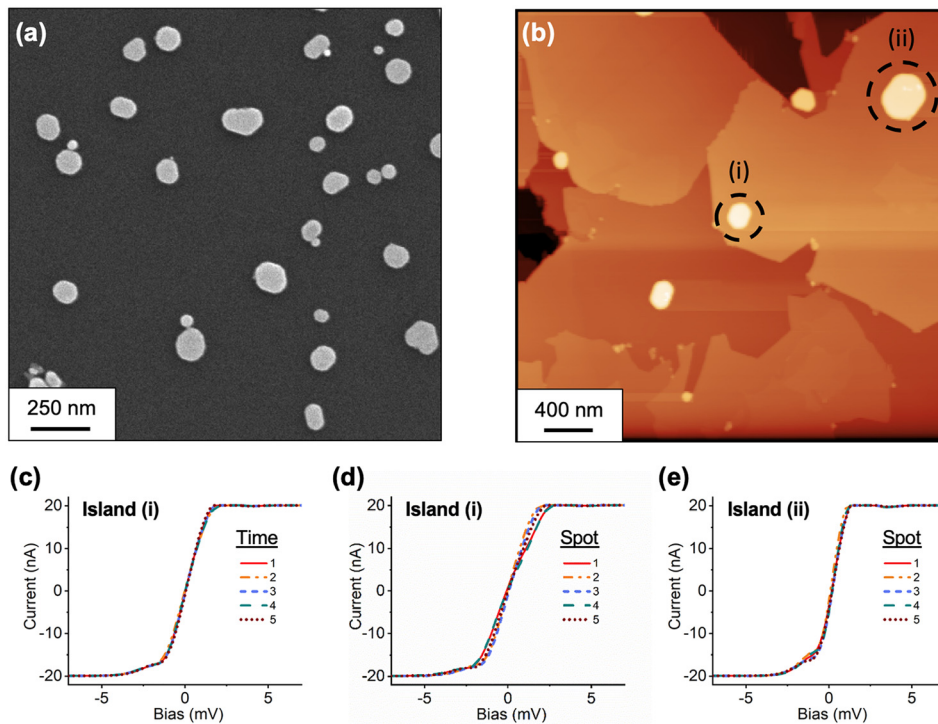 (a)
250 nm
(b)
(i)
(ii)
400 nm
(c)
Island (i)
Time
1
2
3
4
5
20
10
0
-10
-20
Current (nA)
-5
0
5
Bias (mV)
(d)
Island (i)
Spot
1
2
3
4
5
20
10
0
-10
-20
Current (nA)
-5
0
5
Bias (mV)
(e)
Island (ii)
Spot
1
2
3
4
5
20
10
0
-10
-20
Current (nA)
-5
0
5
Bias (mV)